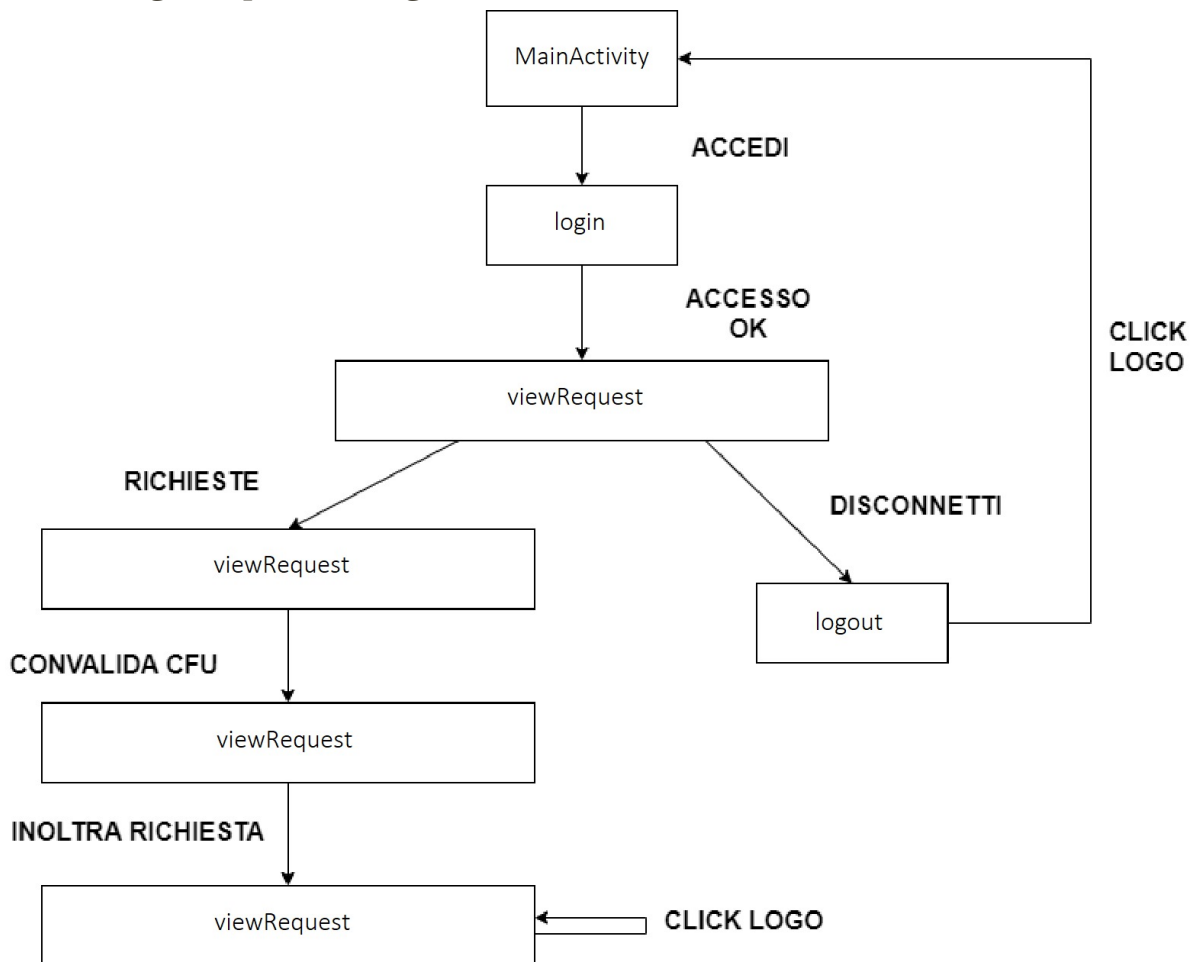 MainActivity
ACCEDI
login
ACCESSO
OK
CLICK
LOGO
viewRequest
RICHIESTE
DISCONNETTI
viewRequest
logout
CONVALIDA CFU
viewRequest
INOLTRA RICHIESTA
viewRequest
CLICK LOGO